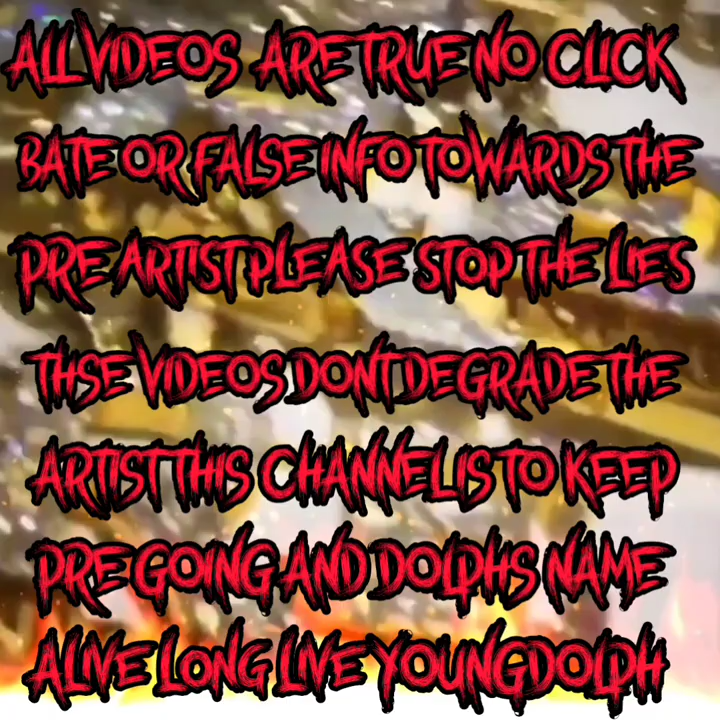 ALL VIDEOS ARE TRUE NO CLICK
BATE OR FALSE INFO TOWARDS THE
PRE ARTIST PLEASE STOP THE LIES
THSE VIDEOS DONT DEGRADE THE
ARTIST THIS CHANNEL IS TO KEEP
PRE GOING AND DOLPHS NAME
ALIVE LONG LIVE YOUNGDOLPH